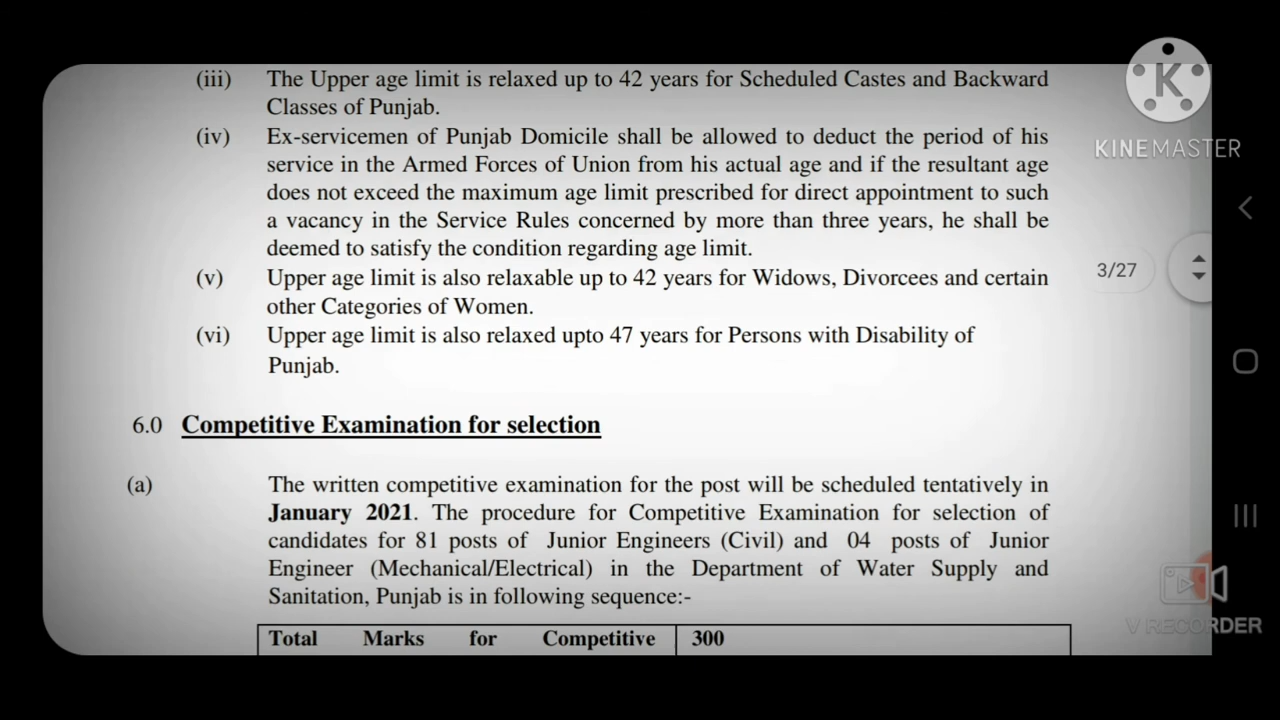 (iii) The Upper age limit is relaxed up to 42 years for Scheduled Castes and Backward
Classes of Punjab.
(iv) Ex-servicemen of Punjab Domicile shall be allowed to deduct the period of his
service in the Armed Forces of Union from his actual age and if the resultant age
does not exceed the maximum age limit prescribed for direct appointment to such
a vacancy in the Service Rules concerned by more than three years, he shall be
deemed to satisfy the condition regarding age limit.
(v) Upper age limit is also relaxable up to 42 years for Widows, Divorcees and certain
other Categories of Women.
(vi) Upper age limit is also relaxed upto 47 years for Persons with Disability of
Punjab.
6.0 Competitive Examination for selection
(a) The written competitive examination for the post will be scheduled tentatively in
January 2021. The procedure for Competitive Examination for selection of
candidates for 81 posts of Junior Engineers (Civil) and 04 posts of Junior
Engineer (Mechanical/Electrical) in the Department of Water Supply and
Sanitation, Punjab is in following sequence:-
Total Marks for Competitive 300
K
KINEMASTER
3/27
V RECORDER